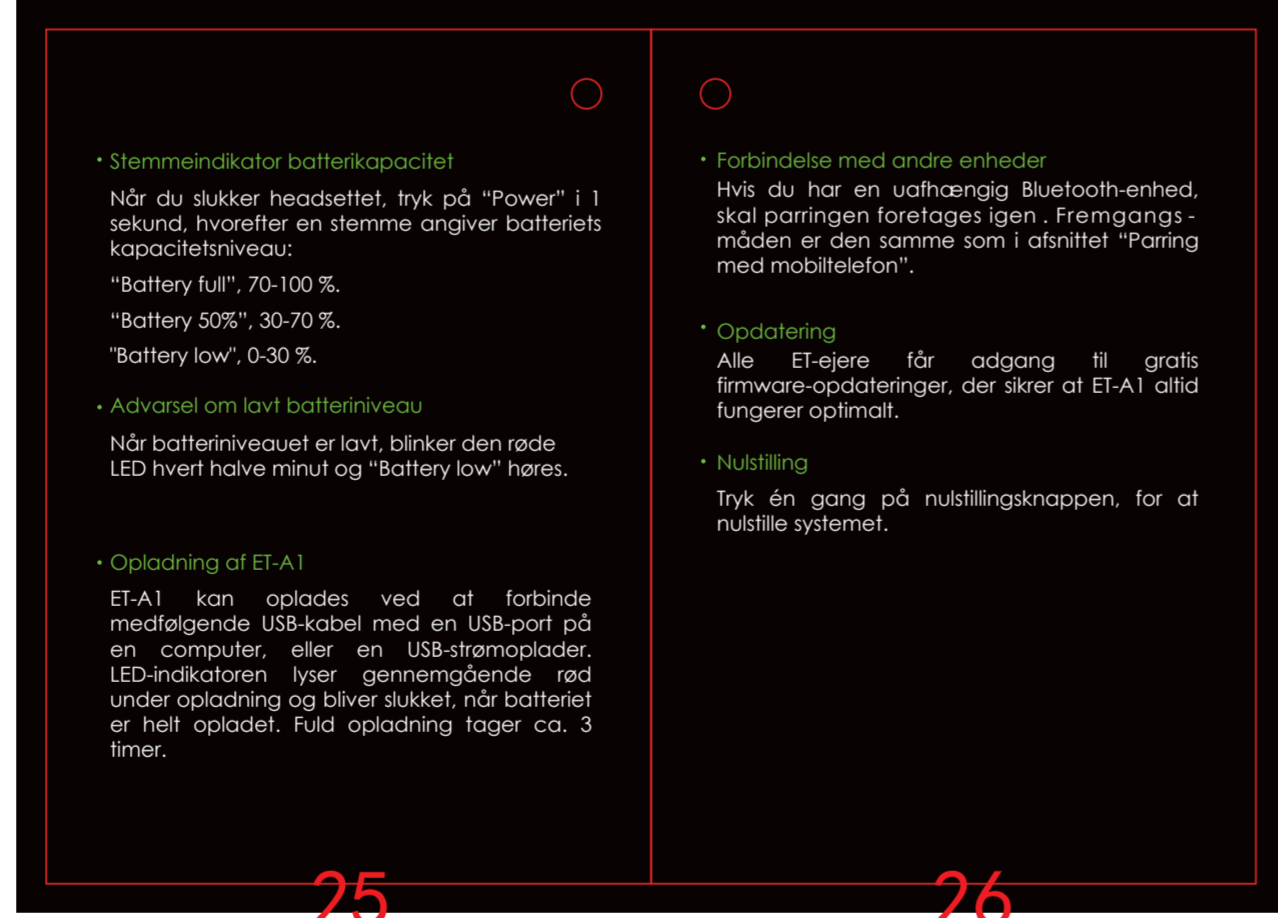 • Stemmeindikator batterikapacitet
Når du slukker headsettet, tryk på “Power” i 1
sekund, hvorefter en stemme angiver batteriets
kapacitetsniveau:
“Battery full”, 70-100 %.
“Battery 50%”, 30-70 %.
"Battery low", 0-30 %.
• Advarsel om lavt batteriniveau
Når batteriniveauet er lavt, blinker den røde
LED hvert halve minut og “Battery low” høres.
• Opladning af ET-A1
ET-A1 kan oplades ved at forbinde
medfølgende USB-kabel med en USB-port på
en computer, eller en USB-strømoplader.
LED-indikatoren lyser gennemgående rød
under opladning og bliver slukket, når batteriet
er helt opladet. Fuld opladning tager ca. 3
timer.
25
• Forbindelse med andre enheder
Hvis du har en uafhængig Bluetooth-enhed,
skal parringen foretages igen . Fremgangs -
måden er den samme som i afsnittet “Parring
med mobiltelefon”.
• Opdatering
Alle ET-ejere får adgang til gratis
firmware-opdateringer, der sikrer at ET-A1 altid
fungerer optimalt.
• Nulstilling
Tryk én gang på nulstillingsknappen, for at
nulstille systemet.
26